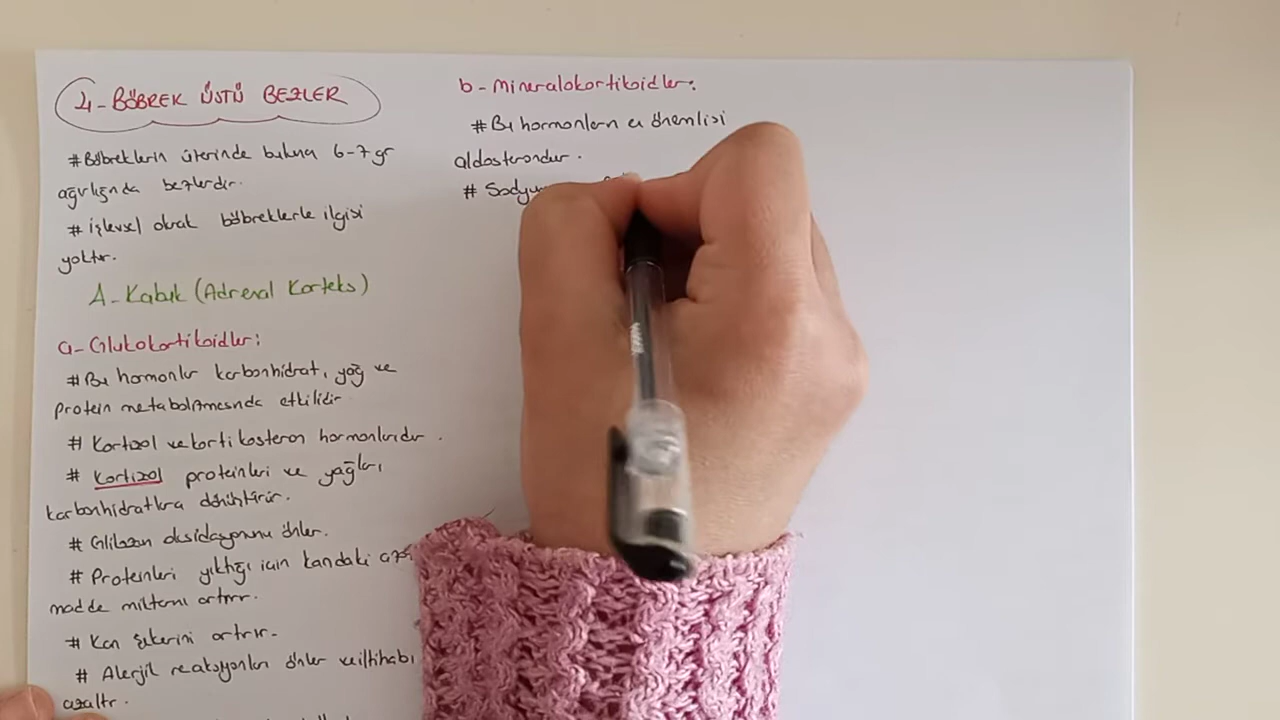 4- BÖBREK ÜSTÜ BEZLER
#Böbreklerin üzerinde buluna 6-7 gr
ağırlığında bezlerdir.
# İşlevsel olarak böbreklerle ilgisi
yoktur.
A- Kabuk (Adrenal Korteks)
a- Glukokortikoidler:
#Bu hormonlar karbonhidrat, yağ ve
Protein metabolizmasında etkilidir
# Kortizol ve kortikosteron hormonlarıdır.
# Kortizol proteinleri ve yağları
karbonhidratlara dönüştürür.
# Glikozun oksidasyonunu önler.
# Proteinleri yıktığı için kandaki
madde miktarını artırır.
# Kan şekerini artırır.
# Alerjik reaksiyonları önler ve iltihabı
azaltır.
b- Mineralokortikoidler:
#Bu hormonların en önemlisi
aldosterondur.
#